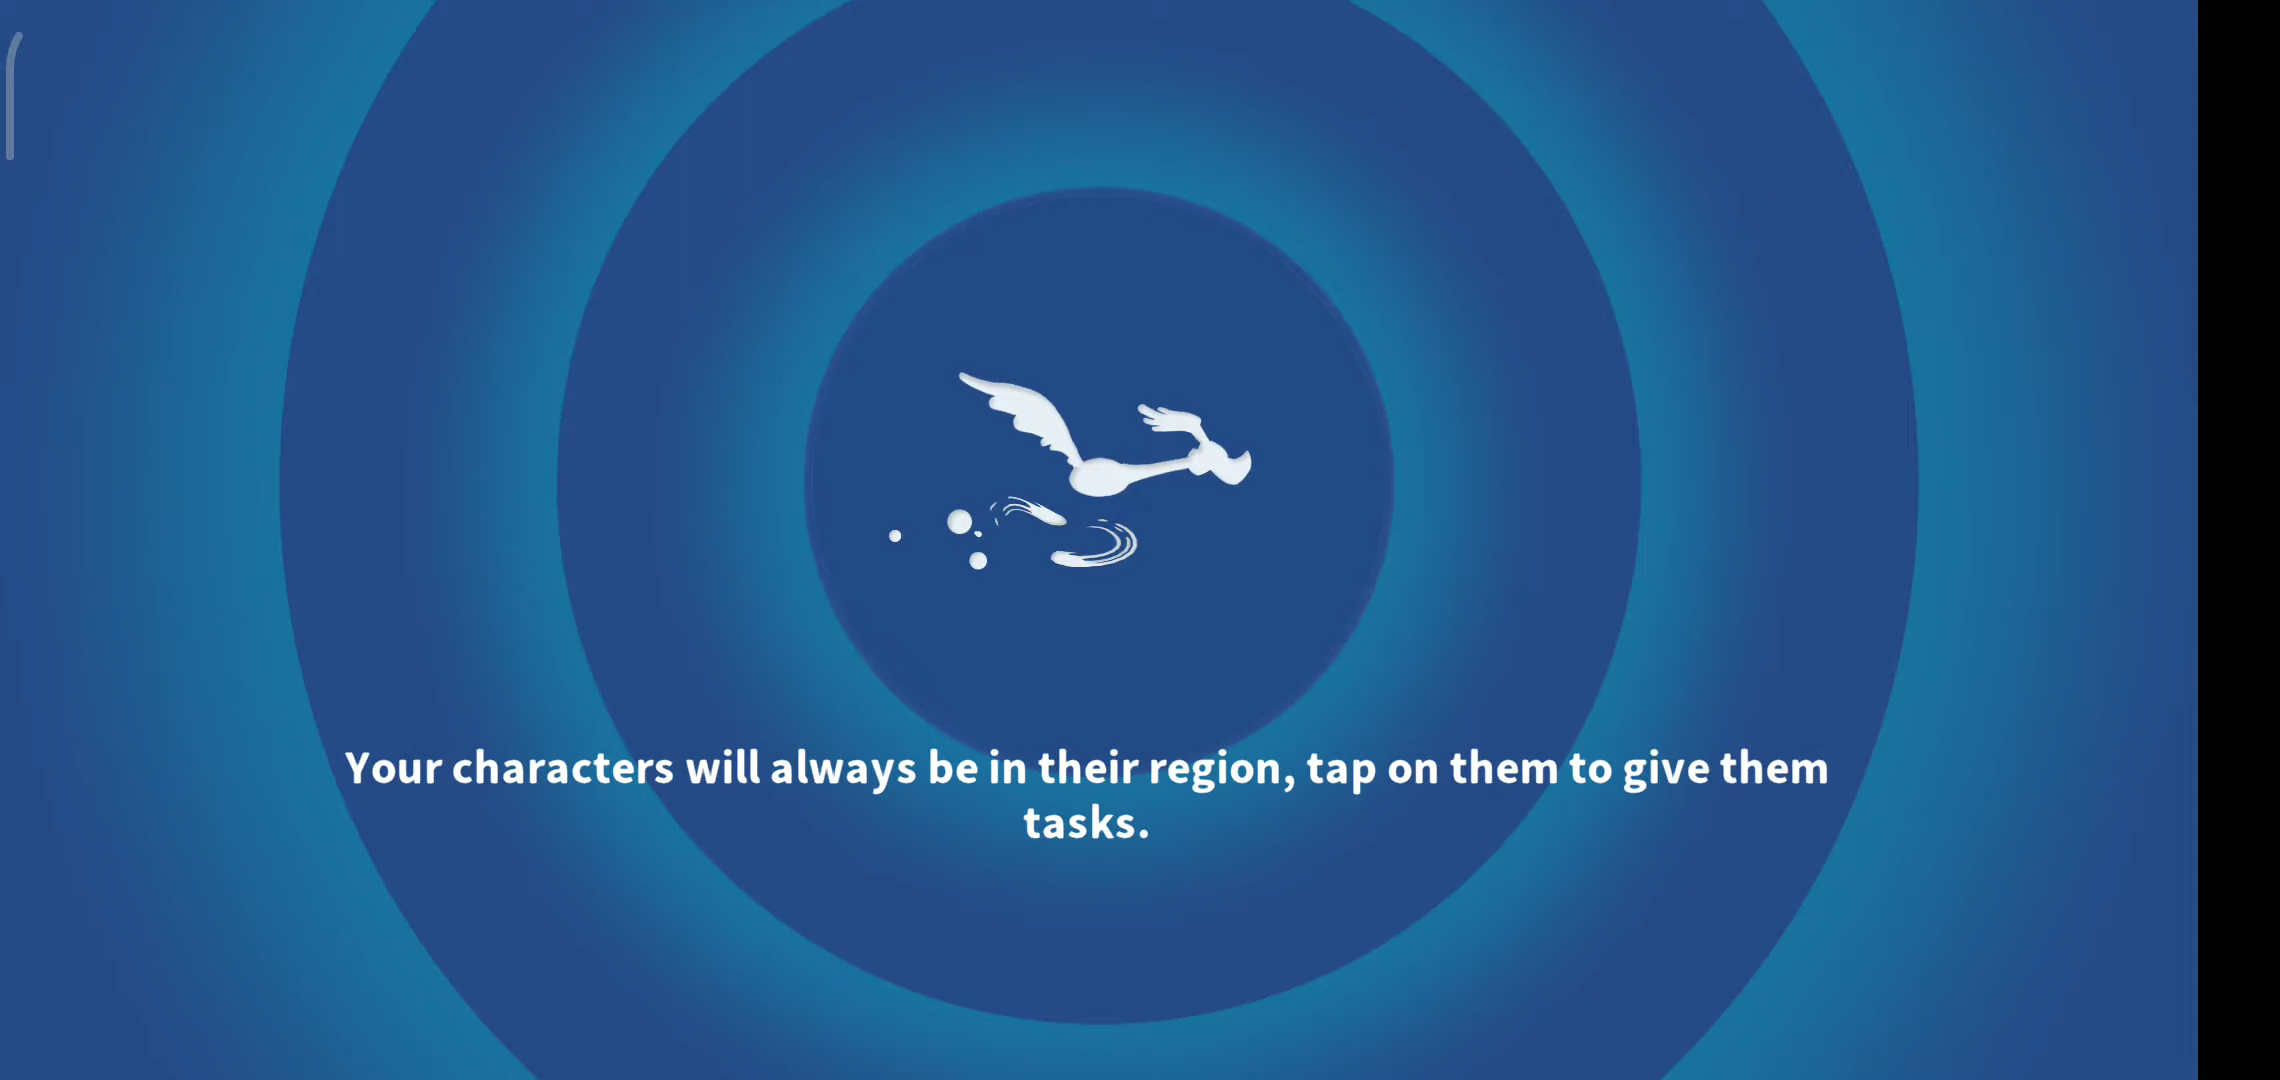 Your characters will always be in their region, tap on them to give them
tasks.